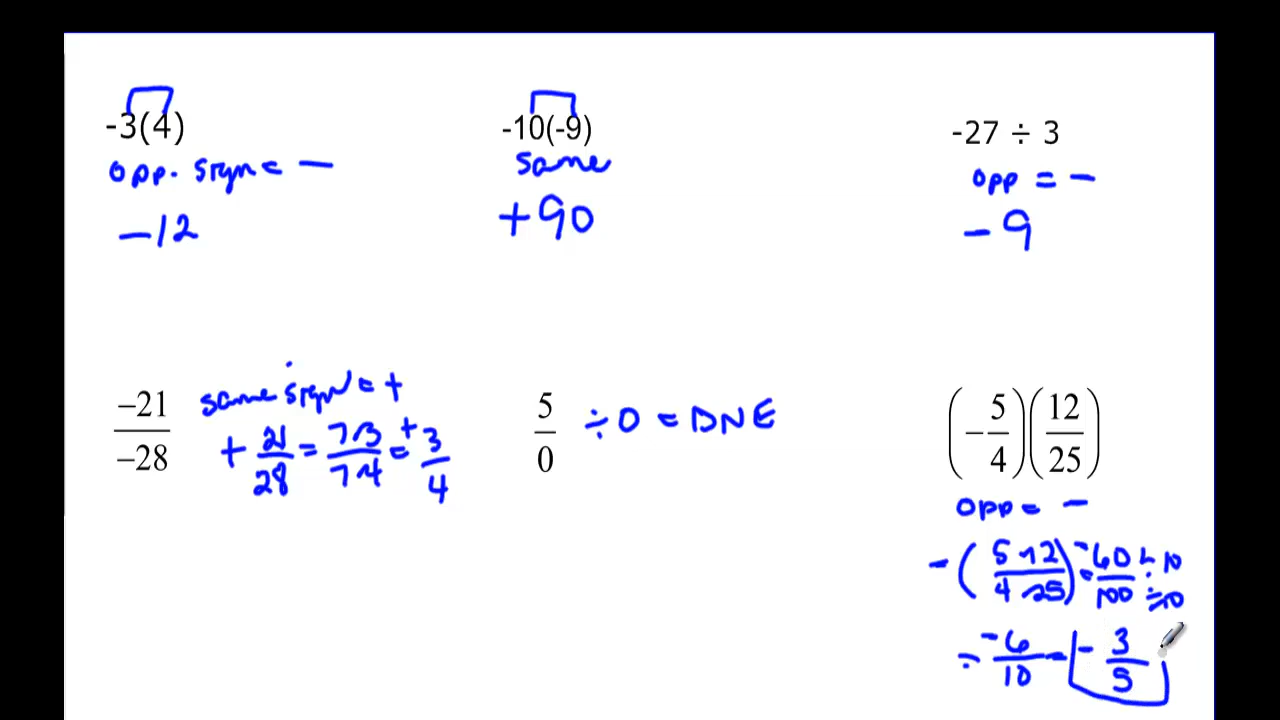 -3(4)
opp. sign = −
−12
-10(-9)
same
+90
-27 ÷ 3
opp = −
−9
−21/−28
same sign = +
+ 21/28 = 7·3/7·4 = + 3/4
5/0 ÷0 = DNE
(−5/4)(12/25)
opp = −
−(5·12/4·25) = −60/100 ÷10/÷10
= −6/10 = −3/5